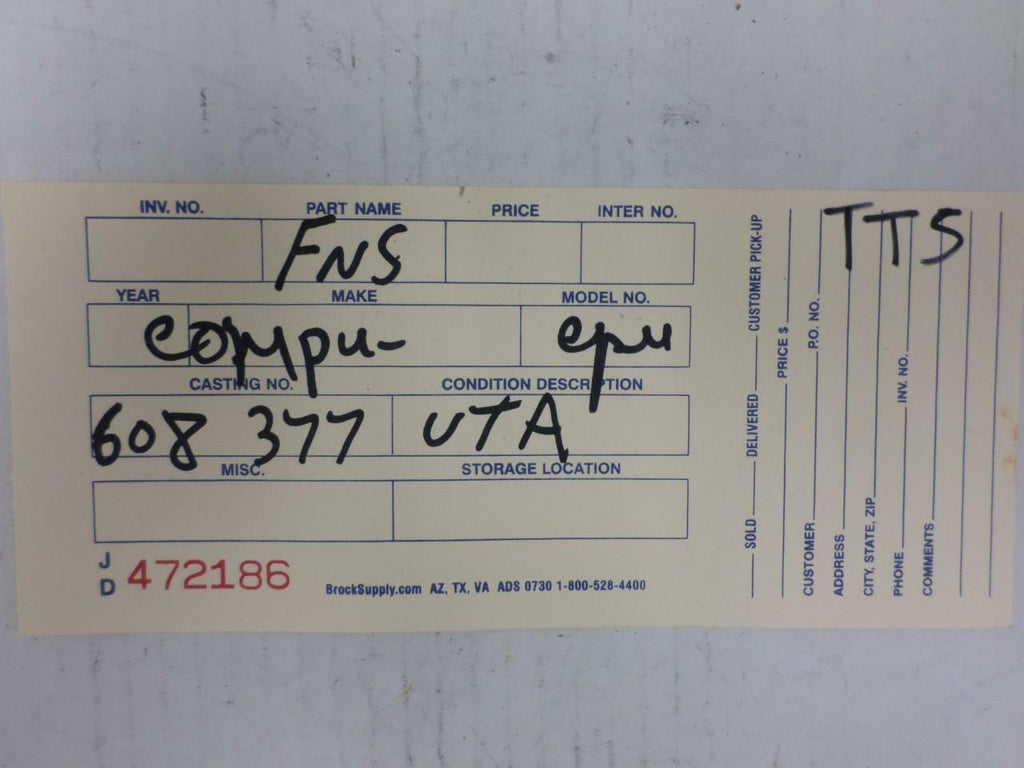 INV. NO. PART NAME PRICE INTER NO.
FNS
YEAR MAKE MODEL NO.
compu- epu
CASTING NO. CONDITION DESCRIPTION
608 377 UTA
MISC. STORAGE LOCATION
J D 472186
BrockSupply.com AZ, TX, VA ADS 0730 1-800-528-4400
SOLD DELIVERED CUSTOMER PICK-UP
PRICE $
CUSTOMER P.O. NO.
ADDRESS
CITY, STATE, ZIP
PHONE INV. NO.
COMMENTS
TTS